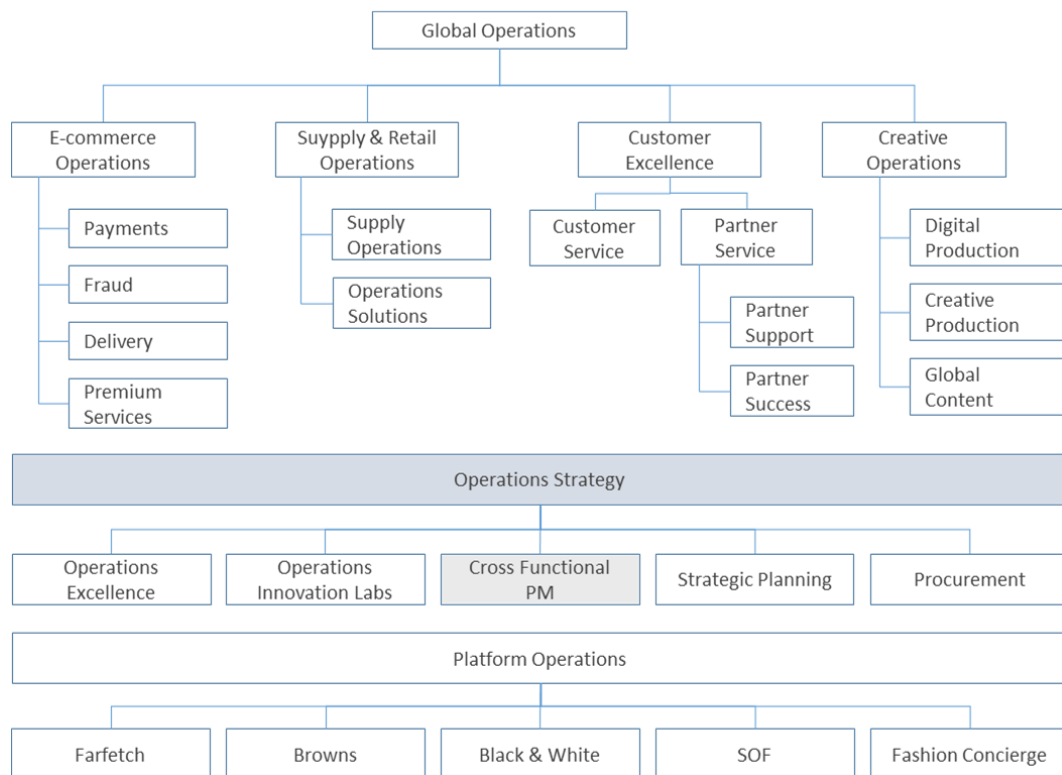 Global Operations
E-commerce
Operations
Suypply & Retail
Operations
Customer
Excellence
Creative
Operations
Payments
Fraud
Delivery
Premium
Services
Supply
Operations
Operations
Solutions
Customer
Service
Partner
Service
Partner
Support
Partner
Success
Digital
Production
Creative
Production
Global
Content
Operations Strategy
Operations
Excellence
Operations
Innovation Labs
Cross Functional
PM
Strategic Planning
Procurement
Platform Operations
Farfetch
Browns
Black & White
SOF
Fashion Concierge